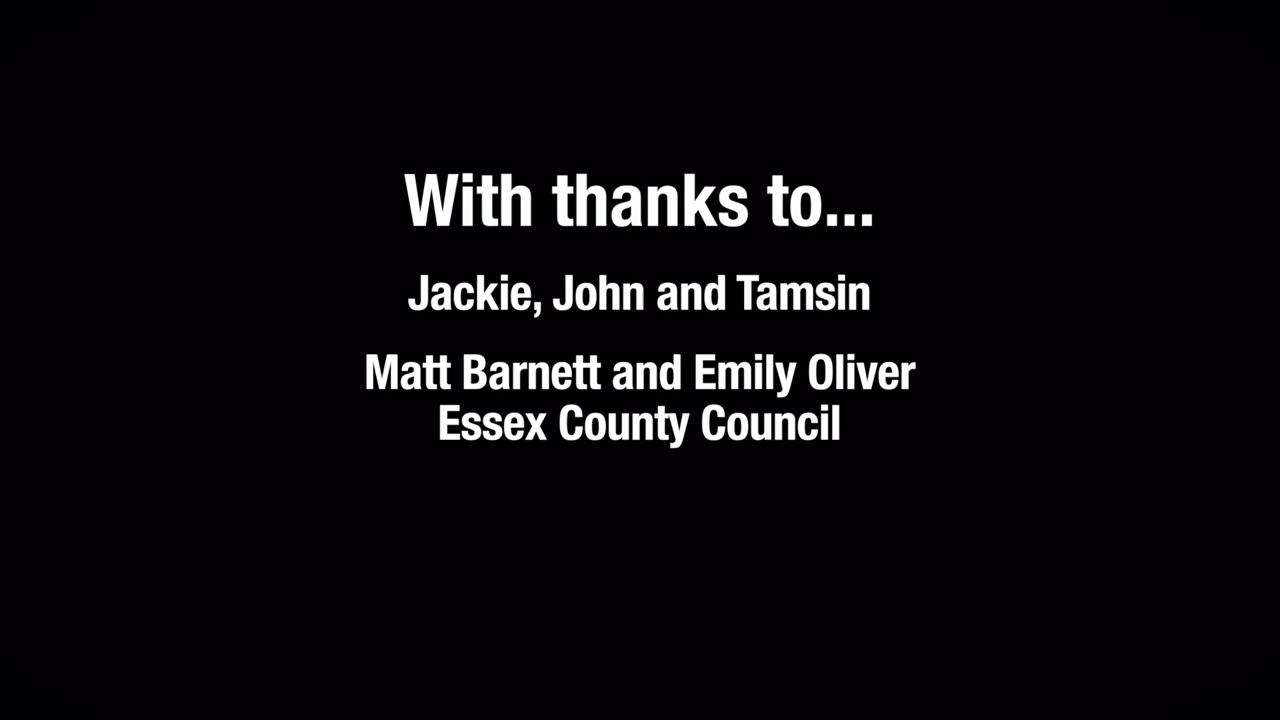 With thanks to...
Jackie, John and Tamsin
Matt Barnett and Emily Oliver
Essex County Council